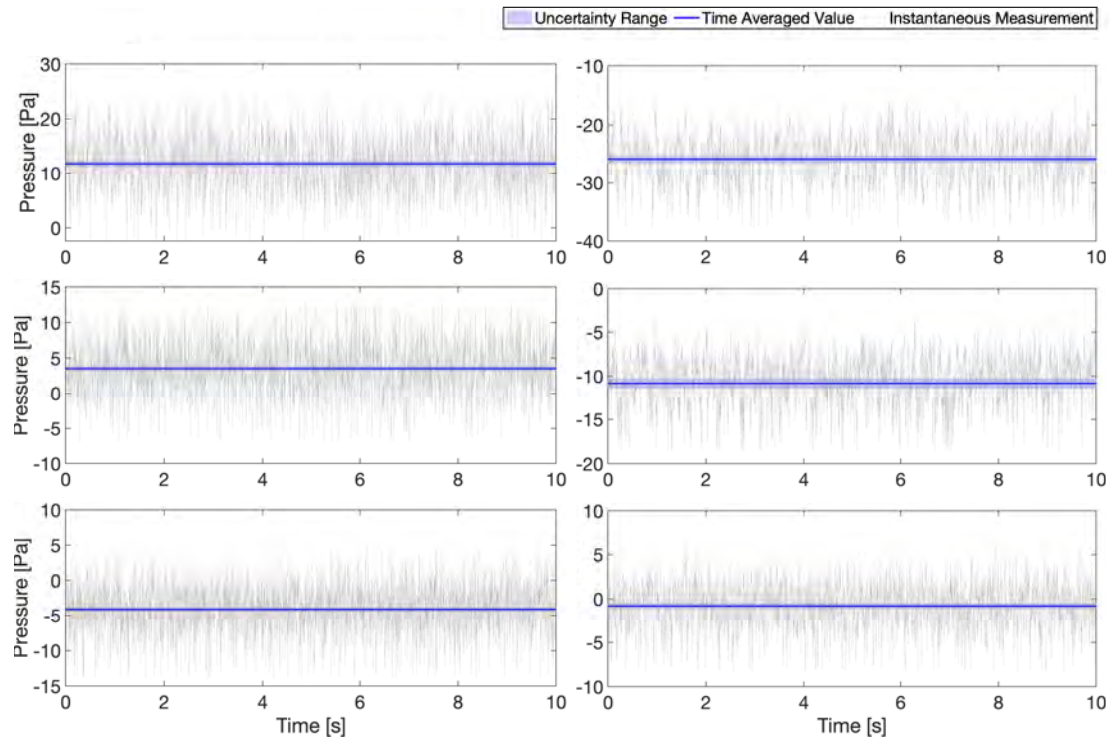 Uncertainty Range Time Averaged Value Instantaneous Measurement
30 -10
20 -20
10 -30
0 -40
Pressure [Pa]
0 2 4 6 8 10 0 2 4 6 8 10
15 0
10 -5
5 -10
0 -15
-5 -20
-10
Pressure [Pa]
0 2 4 6 8 10 0 2 4 6 8 10
10 10
5 5
0 0
-5 -5
-10 -10
-15
Pressure [Pa]
0 2 4 6 8 10 0 2 4 6 8 10
Time [s] Time [s]